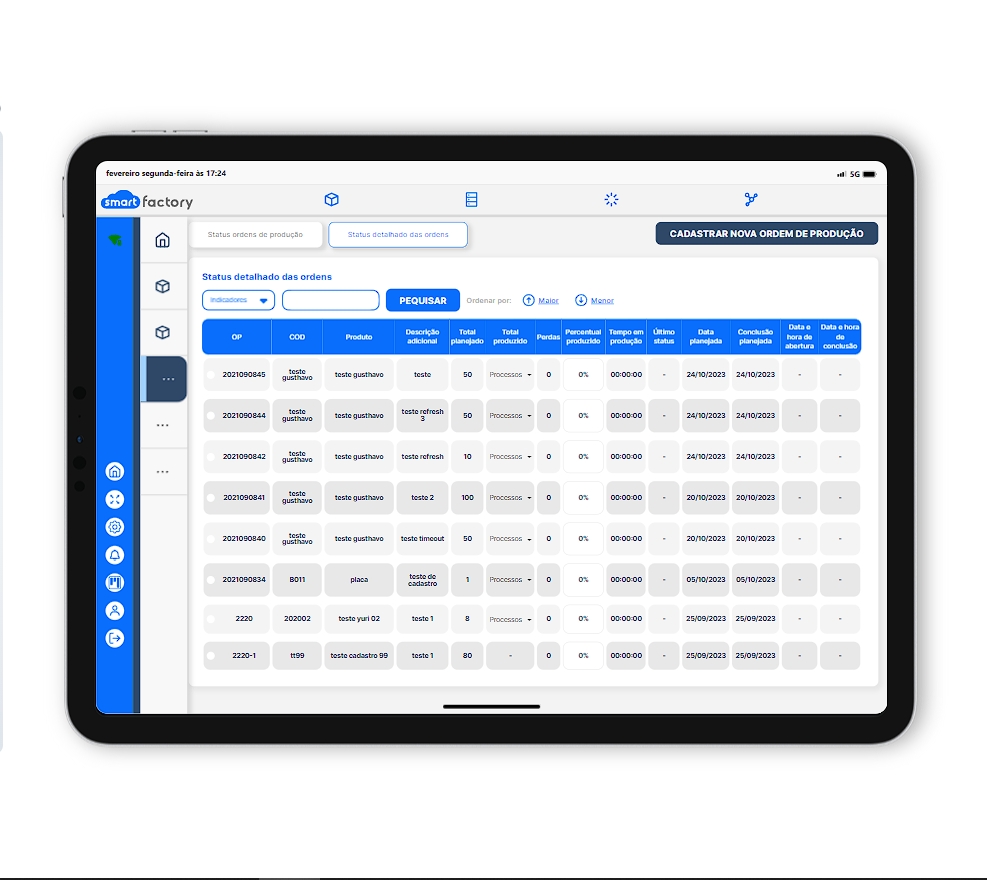 fevereiro segunda-feira às 17:24
5G
smart factory
Status ordens de produção
Status detalhado das ordens
CADASTRAR NOVA ORDEM DE PRODUÇÃO
Status detalhado das ordens
Indicadores
PEQUISAR
Ordenar por:
Maior
Menor
OP COD Produto Descrição adicional Total planejado Total produzido Perdas Percentual produzido Tempo em produção Último status Data planejada Conclusão planejada Data e hora de abertura Data e hora de conclusão
2021090845 teste gusthavo teste gusthavo teste 50 Processos 0 0% 00:00:00 - 24/10/2023 24/10/2023 - -
2021090844 teste gusthavo teste gusthavo teste refresh 3 50 Processos 0 0% 00:00:00 - 24/10/2023 24/10/2023 - -
2021090842 teste gusthavo teste gusthavo teste refresh 10 Processos 0 0% 00:00:00 - 24/10/2023 24/10/2023 - -
2021090841 teste gusthavo teste gusthavo teste 2 100 Processos 0 0% 00:00:00 - 20/10/2023 20/10/2023 - -
2021090840 teste gusthavo teste gusthavo teste timeout 50 Processos 0 0% 00:00:00 - 20/10/2023 20/10/2023 - -
2021090834 B011 placa teste de cadastro 1 Processos 0 0% 00:00:00 - 05/10/2023 05/10/2023 - -
2220 202002 teste yuri 02 teste 1 8 Processos 0 0% 00:00:00 - 25/09/2023 25/09/2023 - -
2220-1 tt99 teste cadastro 99 teste 1 80 - 0 0% 00:00:00 - 25/09/2023 25/09/2023 - -